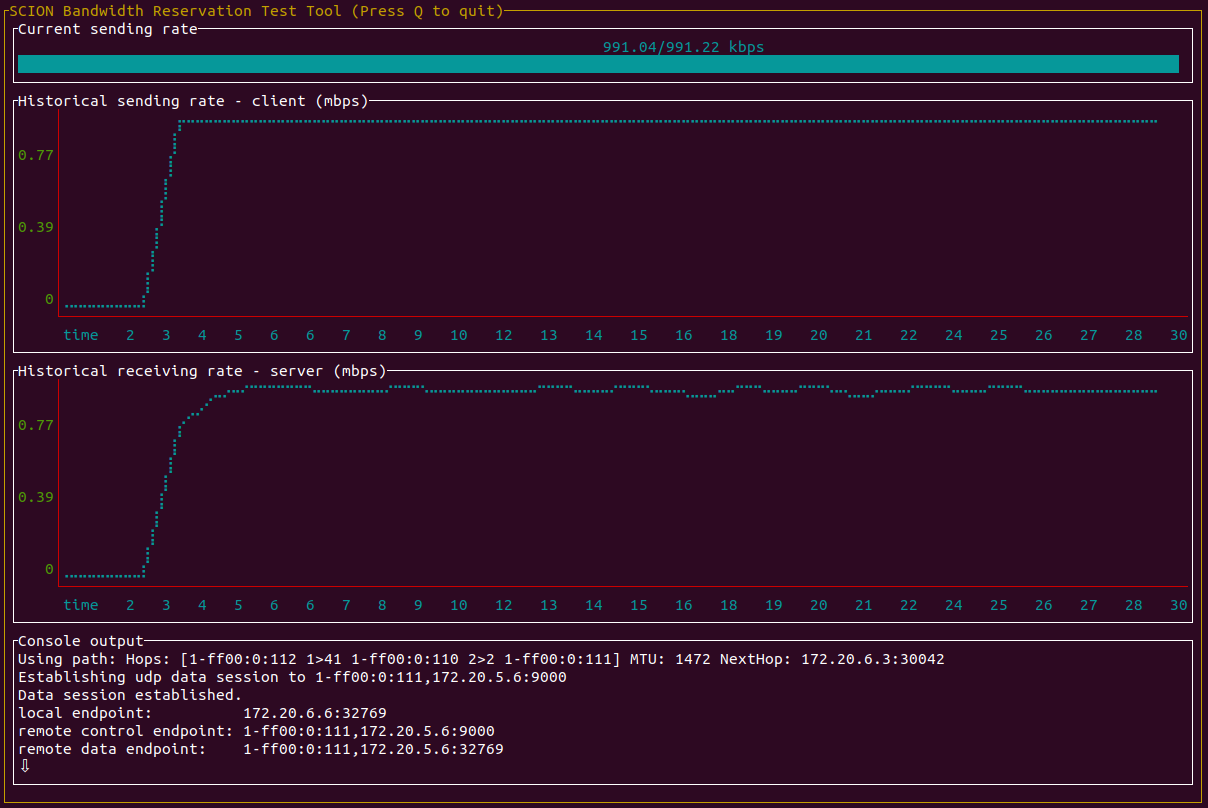 SCION Bandwidth Reservation Test Tool (Press Q to quit)
Current sending rate
991.04/991.22 kbps
Historical sending rate - client (mbps)
0.77
0.39
0
time 2 3 4 5 6 6 7 8 9 10 12 13 14 15 16 18 19 20 21 22 24 25 26 27 28 30
Historical receiving rate - server (mbps)
0.77
0.39
0
time 2 3 4 5 6 6 7 8 9 10 12 13 14 15 16 18 19 20 21 22 24 25 26 27 28 30
Console output
Using path: Hops: [1-ff00:0:112 1>41 1-ff00:0:110 2>2 1-ff00:0:111] MTU: 1472 NextHop: 172.20.6.3:30042
Establishing udp data session to 1-ff00:0:111,172.20.5.6:9000
Data session established.
local endpoint: 172.20.6.6:32769
remote control endpoint: 1-ff00:0:111,172.20.5.6:9000
remote data endpoint: 1-ff00:0:111,172.20.5.6:32769
⇩